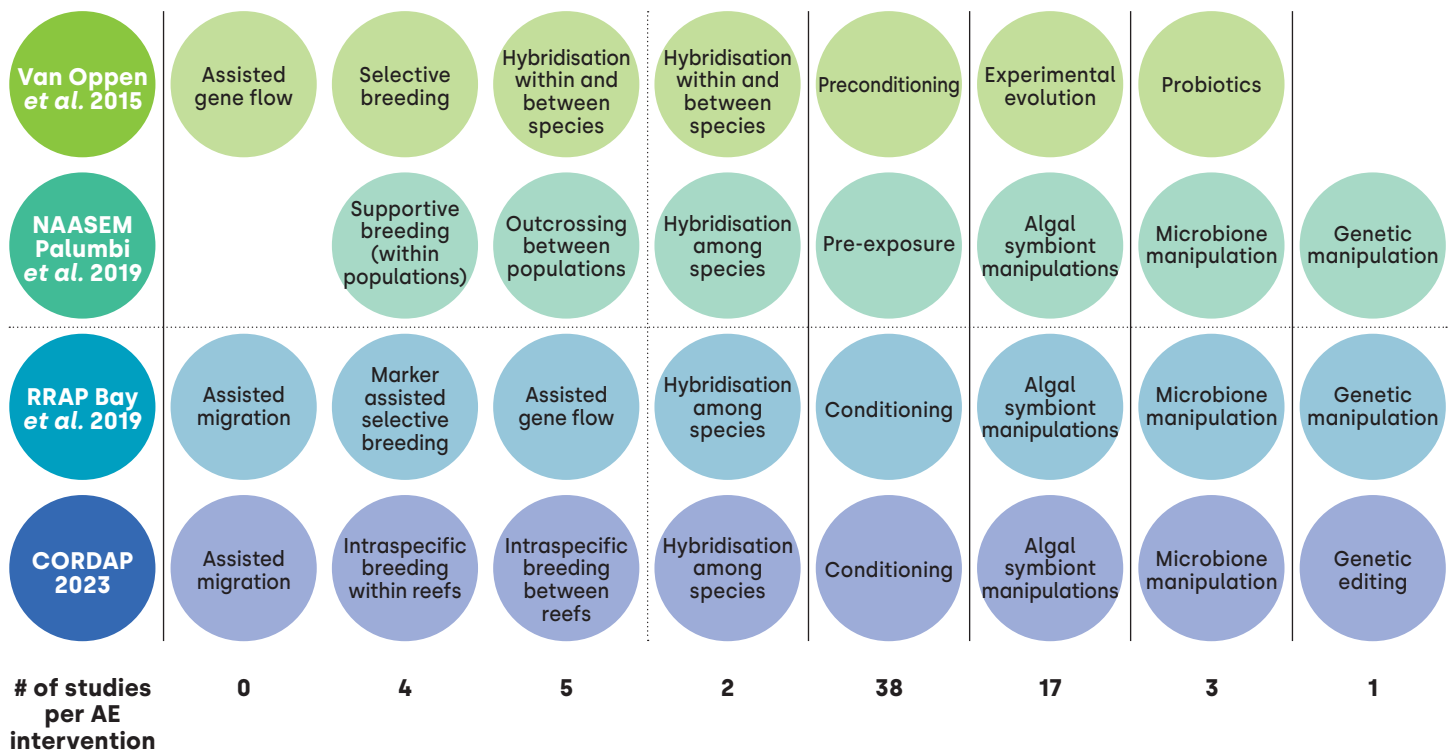 Van Oppen
et al. 2015
Assisted
gene flow
Selective
breeding
Hybridisation
within and
between
species
Hybridisation
within and
between
species
Preconditioning
Experimental
evolution
Probiotics
NAASEM
Palumbi
et al. 2019
Supportive
breeding
(within
populations)
Outcrossing
between
populations
Hybridisation
among
species
Pre-exposure
Algal
symbiont
manipulations
Microbione
manipulation
Genetic
manipulation
RRAP Bay
et al. 2019
Assisted
migration
Marker
assisted
selective
breeding
Assisted
gene flow
Hybridisation
among
species
Conditioning
Algal
symbiont
manipulations
Microbione
manipulation
Genetic
manipulation
CORDAP
2023
Assisted
migration
Intraspecific
breeding
within reefs
Intraspecific
breeding
between
reefs
Hybridisation
among
species
Conditioning
Algal
symbiont
manipulations
Microbione
manipulation
Genetic
editing
# of studies
per AE
intervention
0
4
5
2
38
17
3
1